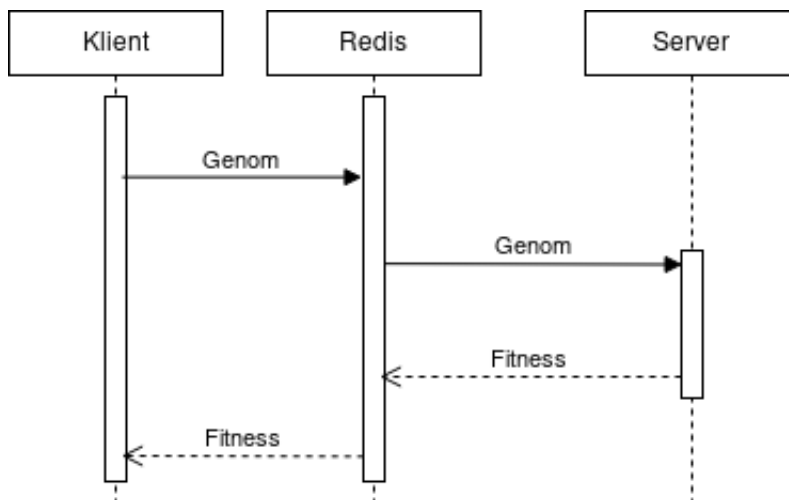 Klient
Redis
Server
Genom
Genom
Fitness
Fitness